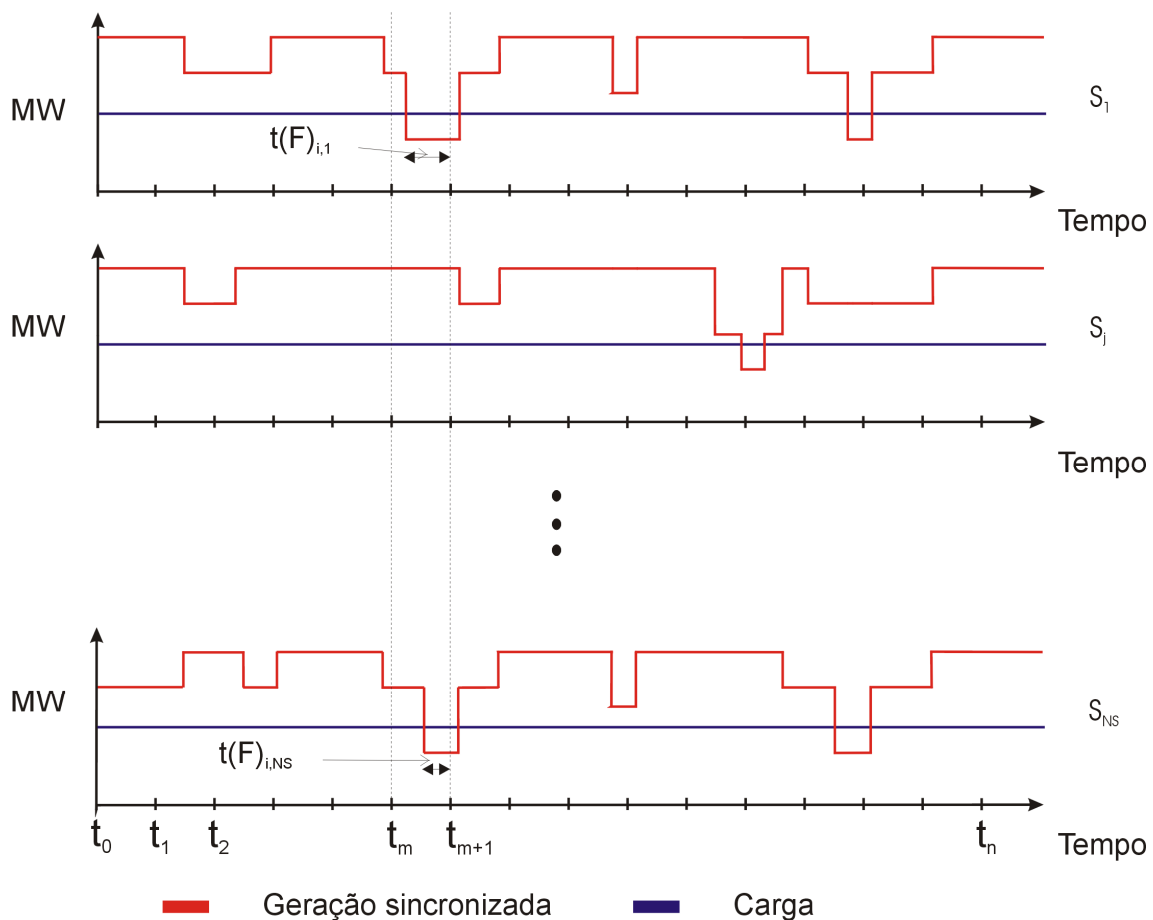 MW
S1
t(F)i,1
Tempo
MW
Sj
Tempo
MW
SNS
t(F)i,NS
t0 t1 t2 tm tm+1 tn
Tempo
Geração sincronizada Carga